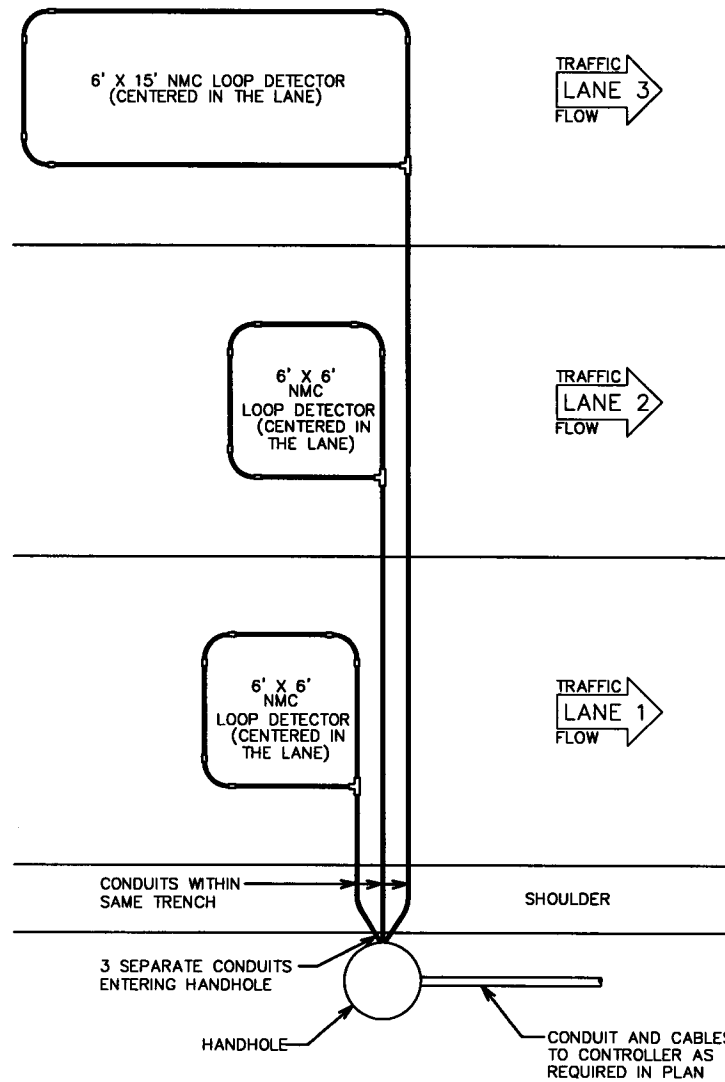 6' X 15' NMC LOOP DETECTOR
(CENTERED IN THE LANE)
TRAFFIC
LANE 3
FLOW
6' X 6'
NMC
LOOP DETECTOR
(CENTERED IN
THE LANE)
TRAFFIC
LANE 2
FLOW
6' X 6'
NMC
LOOP DETECTOR
(CENTERED IN
THE LANE)
TRAFFIC
LANE 1
FLOW
CONDUITS WITHIN
SAME TRENCH
SHOULDER
3 SEPARATE CONDUITS
ENTERING HANDHOLE
HANDHOLE
CONDUIT AND CABLES
TO CONTROLLER AS
REQUIRED IN PLAN